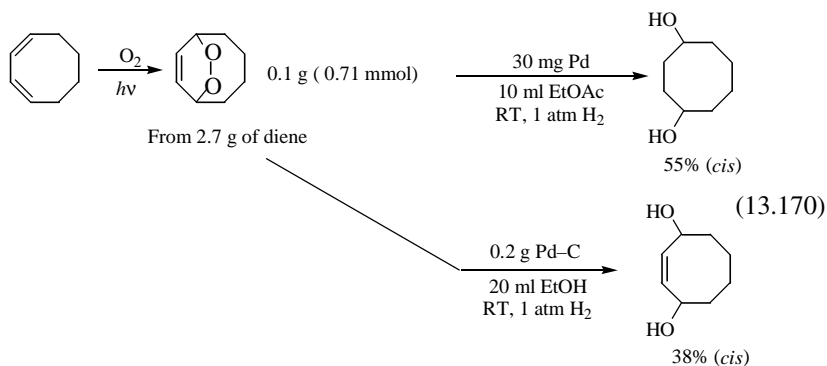 O₂
hν
O
O
0.1 g ( 0.71 mmol)
From 2.7 g of diene
30 mg Pd
10 ml EtOAc
RT, 1 atm H₂
HO
HO
55% (cis)
(13.170)
0.2 g Pd–C
20 ml EtOH
RT, 1 atm H₂
HO
HO
38% (cis)